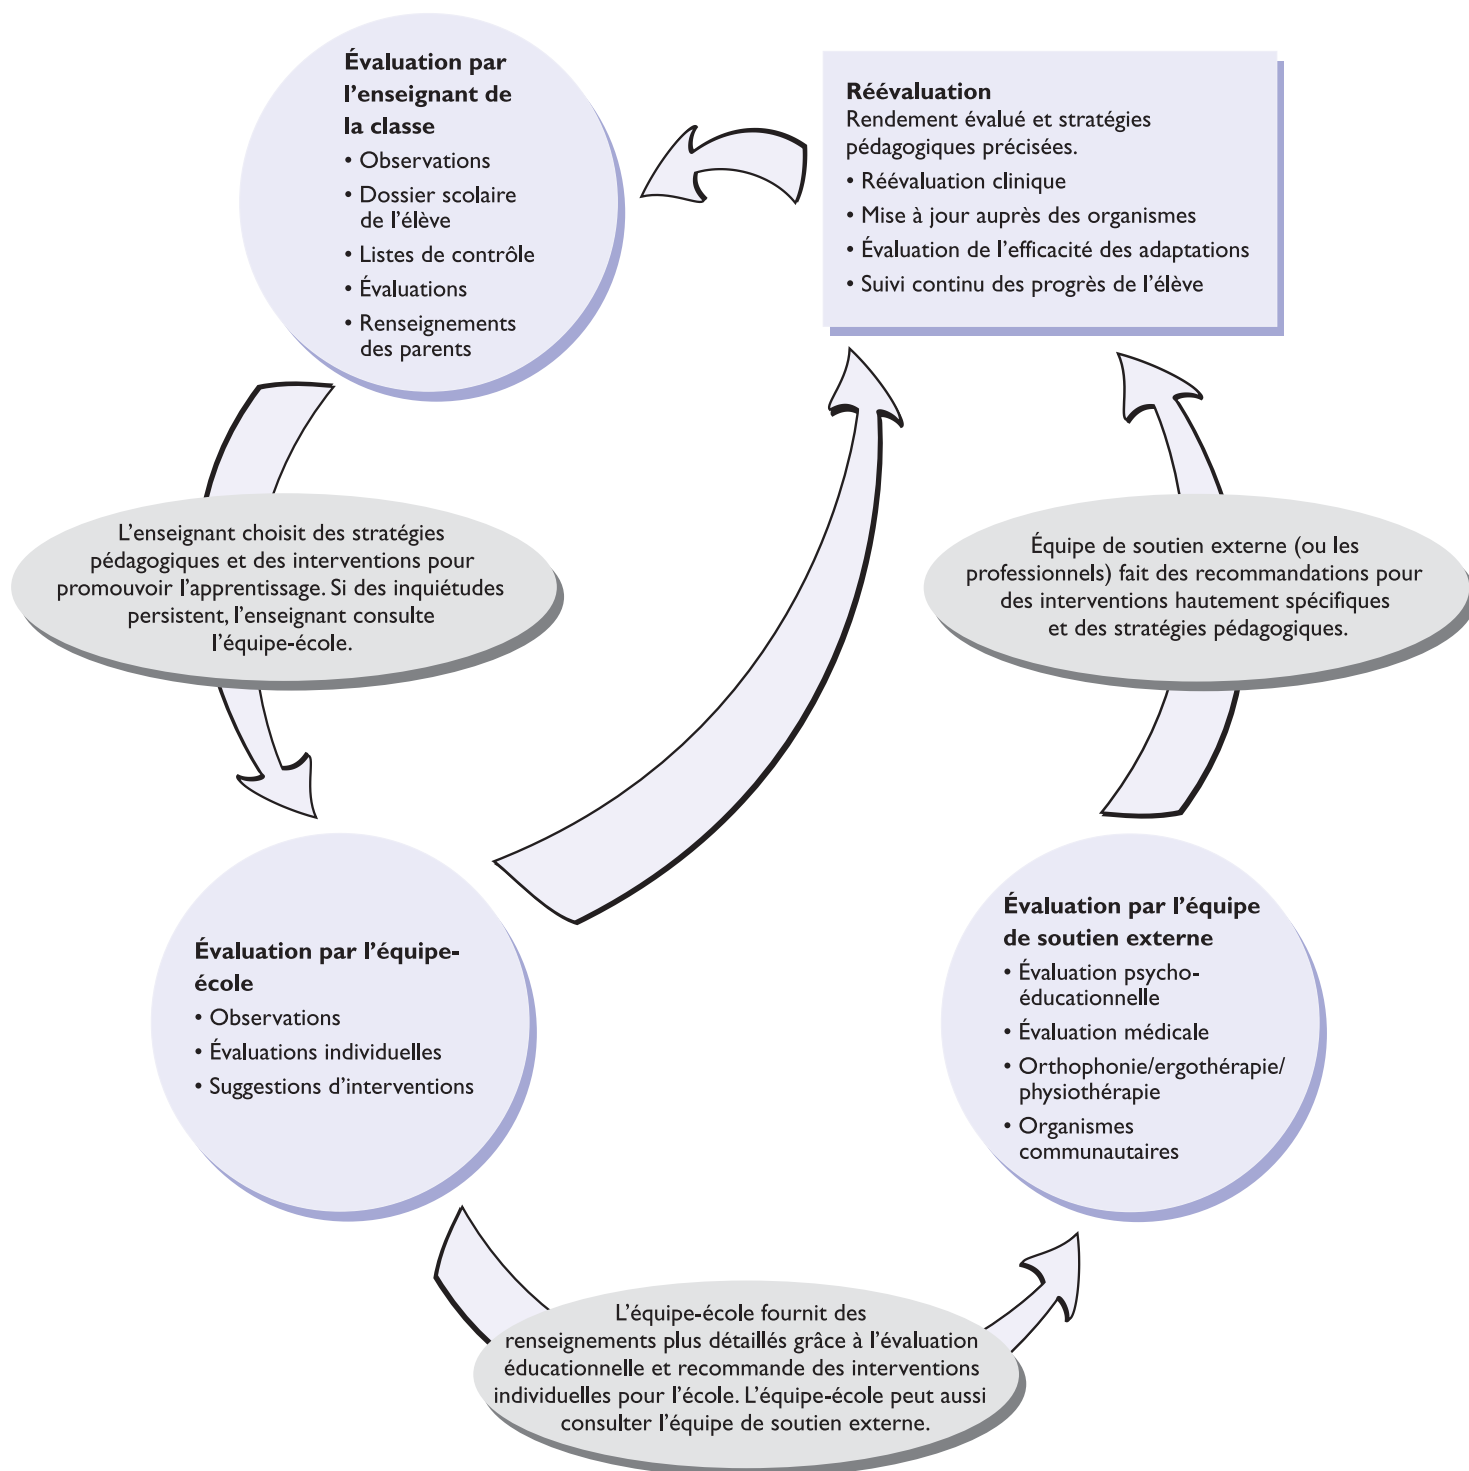 Évaluation par
l'enseignant de
la classe
• Observations
• Dossier scolaire
de l'élève
• Listes de contrôle
• Évaluations
• Renseignements
des parents
Réévaluation
Rendement évalué et stratégies
pédagogiques précisées.
• Réévaluation clinique
• Mise à jour auprès des organismes
• Évaluation de l'efficacité des adaptations
• Suivi continu des progrès de l'élève
L'enseignant choisit des stratégies
pédagogiques et des interventions pour
promouvoir l'apprentissage. Si des inquiétudes
persistent, l'enseignant consulte
l'équipe-école.
Équipe de soutien externe (ou les
professionnels) fait des recommandations pour
des interventions hautement spécifiques
et des stratégies pédagogiques.
Évaluation par l'équipe-
école
• Observations
• Évaluations individuelles
• Suggestions d'interventions
Évaluation par l'équipe
de soutien externe
• Évaluation psycho-
éducationnelle
• Évaluation médicale
• Orthophonie/ergothérapie/
physiothérapie
• Organismes
communautaires
L'équipe-école fournit des
renseignements plus détaillés grâce à l'évaluation
éducationnelle et recommande des interventions
individuelles pour l'école. L'équipe-école peut aussi
consulter l'équipe de soutien externe.